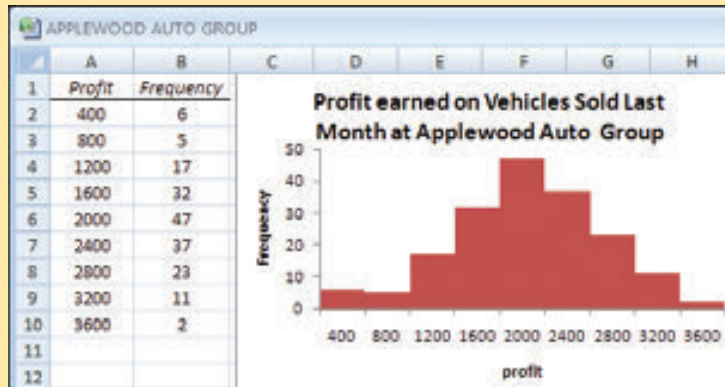 APPLEWOOD AUTO GROUP
A B C D E F G H
1 Profit Frequency
2 400 6
3 800 5
4 1200 17
5 1600 32
6 2000 47
7 2400 37
8 2800 23
9 3200 11
10 3600 2
11
12
Profit earned on Vehicles Sold Last
Month at Applewood Auto Group
Frequency
50
40
30
20
10
0
400 800 1200 1600 2000 2400 2800 3200 3600
profit